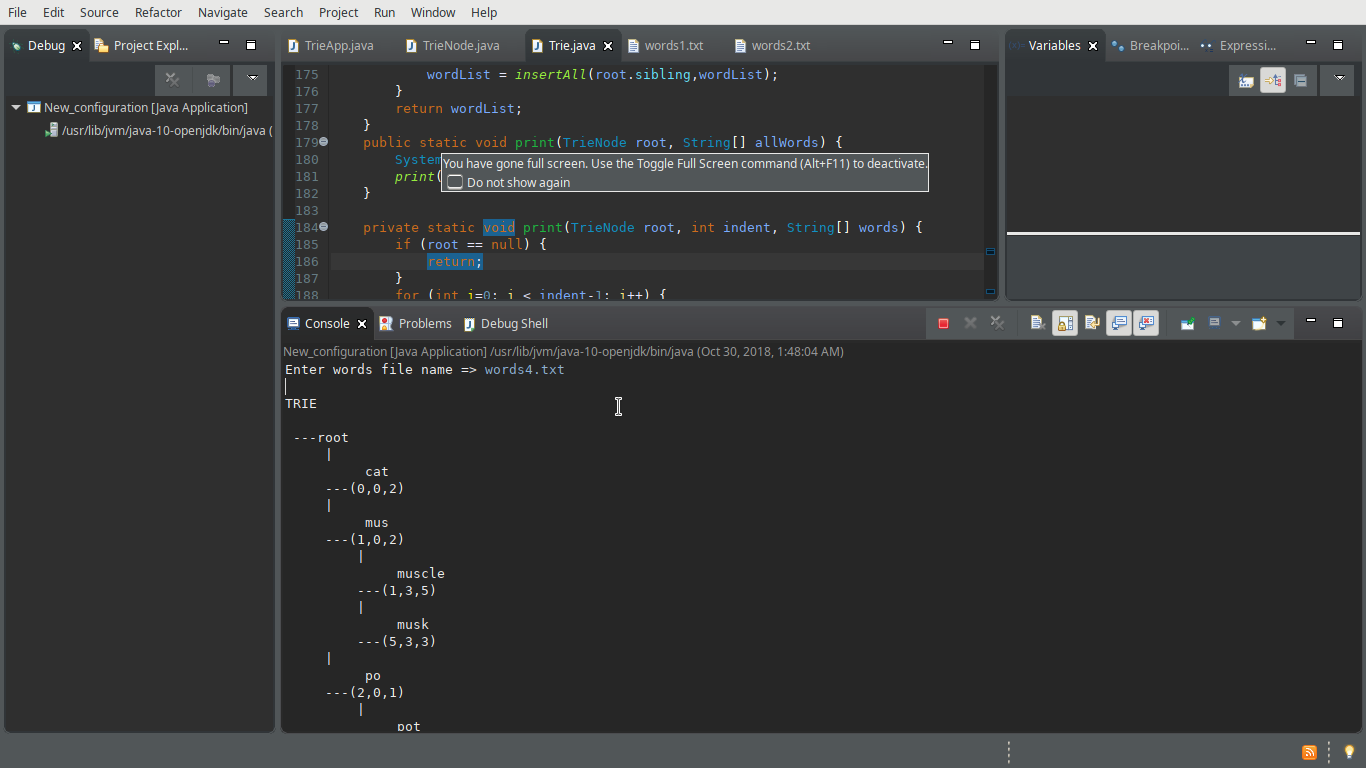 File Edit Source Refactor Navigate Search Project Run Window Help
Debug Project Expl...
New_configuration [Java Application]
/usr/lib/jvm/java-10-openjdk/bin/java (
TrieApp.java TrieNode.java Trie.java words1.txt words2.txt
175 wordList = insertAll(root.sibling,wordList);
176 }
177 return wordList;
178 }
179 public static void print(TrieNode root, String[] allWords) {
180 System
181 print(
182 }
183
184 private static void print(TrieNode root, int indent, String[] words) {
185 if (root == null) {
186 return;
187 }
188 for (int i=0; i < indent-1; i++) {
You have gone full screen. Use the Toggle Full Screen command (Alt+F11) to deactivate.
Do not show again
Variables Breakpoi... Expressi...
Console Problems Debug Shell
New_configuration [Java Application] /usr/lib/jvm/java-10-openjdk/bin/java (Oct 30, 2018, 1:48:04 AM)
Enter words file name => words4.txt
TRIE
---root
|
cat
---(0,0,2)
|
mus
---(1,0,2)
|
muscle
---(1,3,5)
|
musk
---(5,3,3)
|
po
---(2,0,1)
|
pot